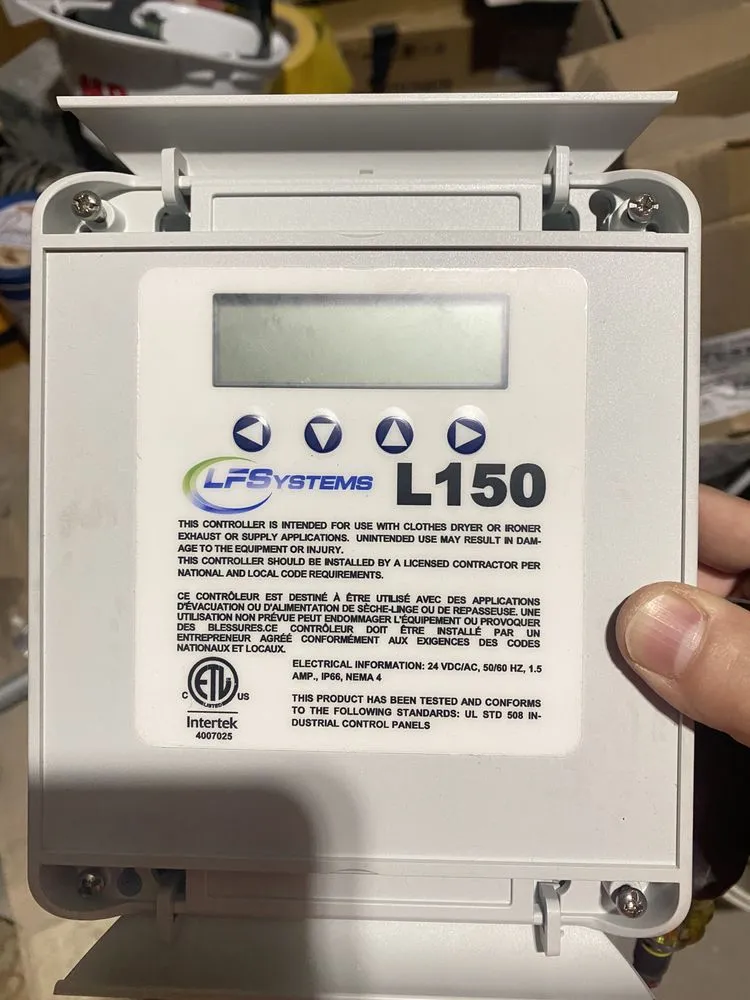 LFSYSTEMS L150
THIS CONTROLLER IS INTENDED FOR USE WITH CLOTHES DRYER OR IRONER
EXHAUST OR SUPPLY APPLICATIONS. UNINTENDED USE MAY RESULT IN DAM-
AGE TO THE EQUIPMENT OR INJURY.
THIS CONTROLLER SHOULD BE INSTALLED BY A LICENSED CONTRACTOR PER
NATIONAL AND LOCAL CODE REQUIREMENTS.
CE CONTRÔLEUR EST DESTINÉ À ÊTRE UTILISÉ AVEC DES APPLICATIONS
D'ÉVACUATION OU D'ALIMENTATION DE SÈCHE-LINGE OU DE REPASSEUSE. UNE
UTILISATION NON PRÉVUE PEUT ENDOMMAGER L'ÉQUIPEMENT OU PROVOQUER
DES BLESSURES.CE CONTRÔLEUR DOIT ÊTRE INSTALLÉ PAR UN
ENTREPRENEUR AGRÉÉ CONFORMÉMENT AUX EXIGENCES DES CODES
NATIONAUX ET LOCAUX.
ELECTRICAL INFORMATION: 24 VDC/AC, 50/60 HZ, 1.5
AMP., IP66, NEMA 4
THIS PRODUCT HAS BEEN TESTED AND CONFORMS
TO THE FOLLOWING STANDARDS: UL STD 508 IN-
DUSTRIAL CONTROL PANELS
C ETL US
LISTED
Intertek
4007025